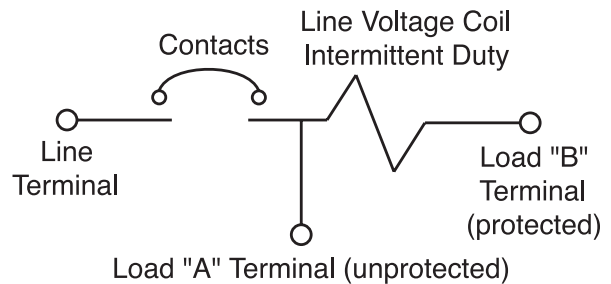 Line Voltage Coil
Intermittent Duty
Contacts
Line
Terminal
Load "B"
Terminal
(protected)
Load "A" Terminal (unprotected)